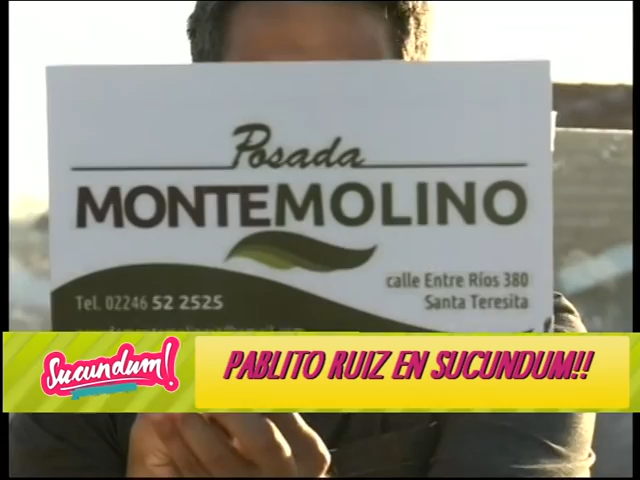 Posada
MONTEMOLINO
calle Entre Ríos 380
Santa Teresita
Tel. 02246 52 2525
Sucundum!
PABLITO RUIZ EN SUCUNDUM!!